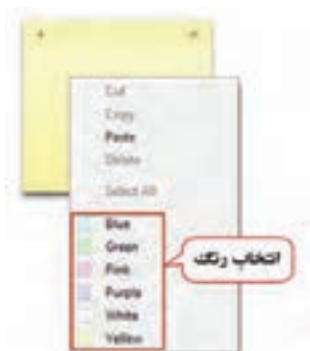 + ×
Cut
Copy
Paste
Delete
Select All
Blue
Green
Pink
Purple
White
Yellow
انتخاب رنگ